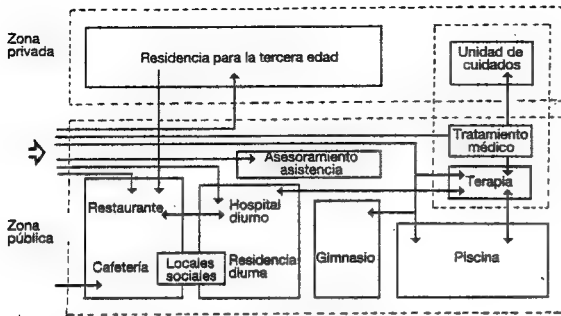 Zona
privada
Residencia para la tercera edad
Unidad de
cuidados
Tratamiento
médico
Asesoramiento
asistencia
Terapia
Restaurante
Hospital
diurno
Zona
pública
Cafetería
Locales
sociales
Residencia
diurna
Gimnasio
Piscina